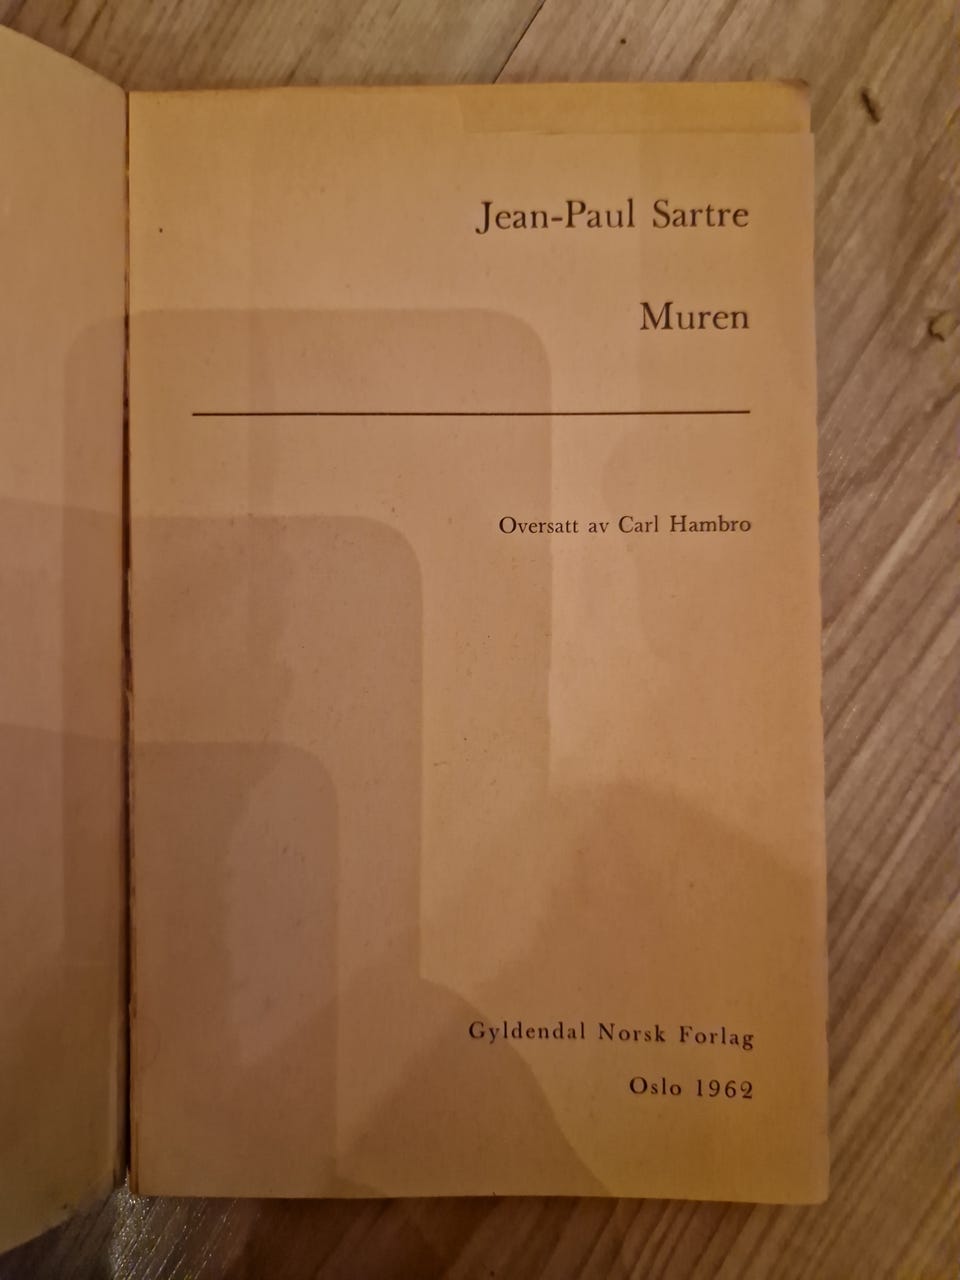 Jean-Paul Sartre
Muren
Oversatt av Carl Hambro
Gyldendal Norsk Forlag
Oslo 1962